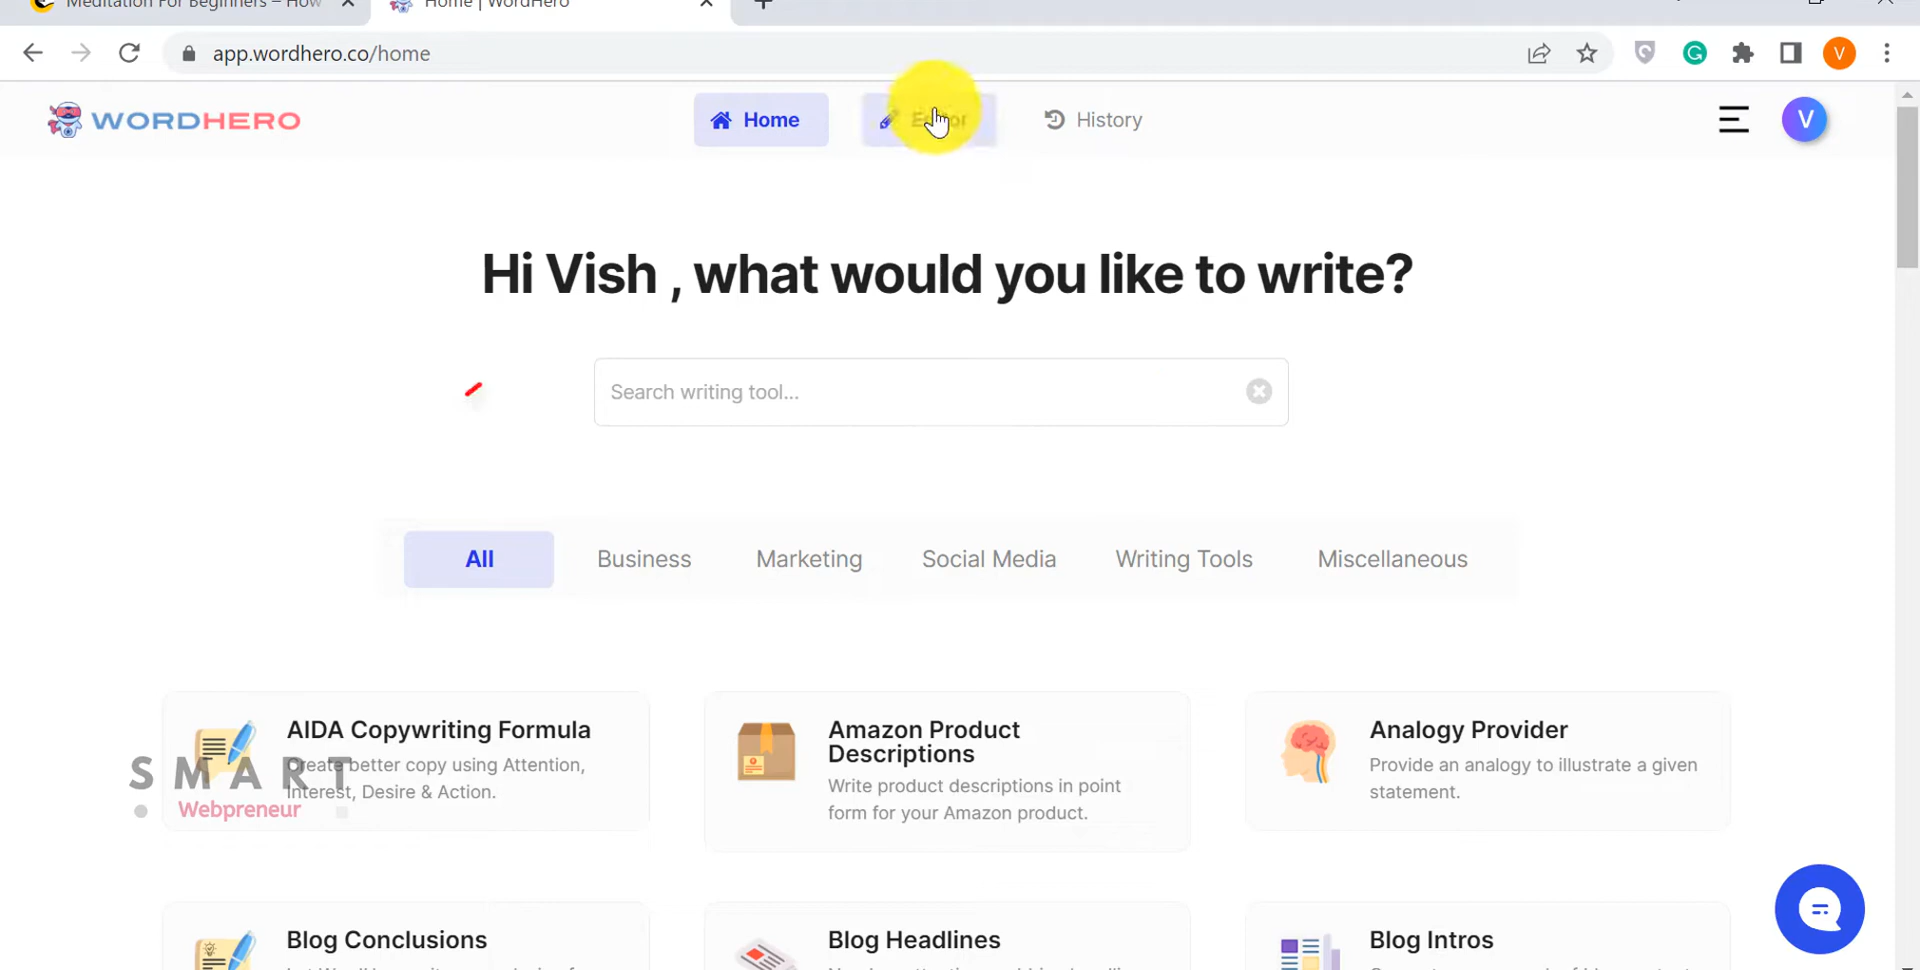 Meditation For Beginners – How
Home | WordHero
app.wordhero.co/home
V
WORDHERO
Home
Editor
History
V
Hi Vish , what would you like to write?
Search writing tool...
All
Business
Marketing
Social Media
Writing Tools
Miscellaneous
AIDA Copywriting Formula
Create better copy using Attention,
Interest, Desire & Action.
Amazon Product
Descriptions
Write product descriptions in point
form for your Amazon product.
Analogy Provider
Provide an analogy to illustrate a given
statement.
SMART
Webpreneur
Blog Conclusions
Blog Headlines
Blog Intros